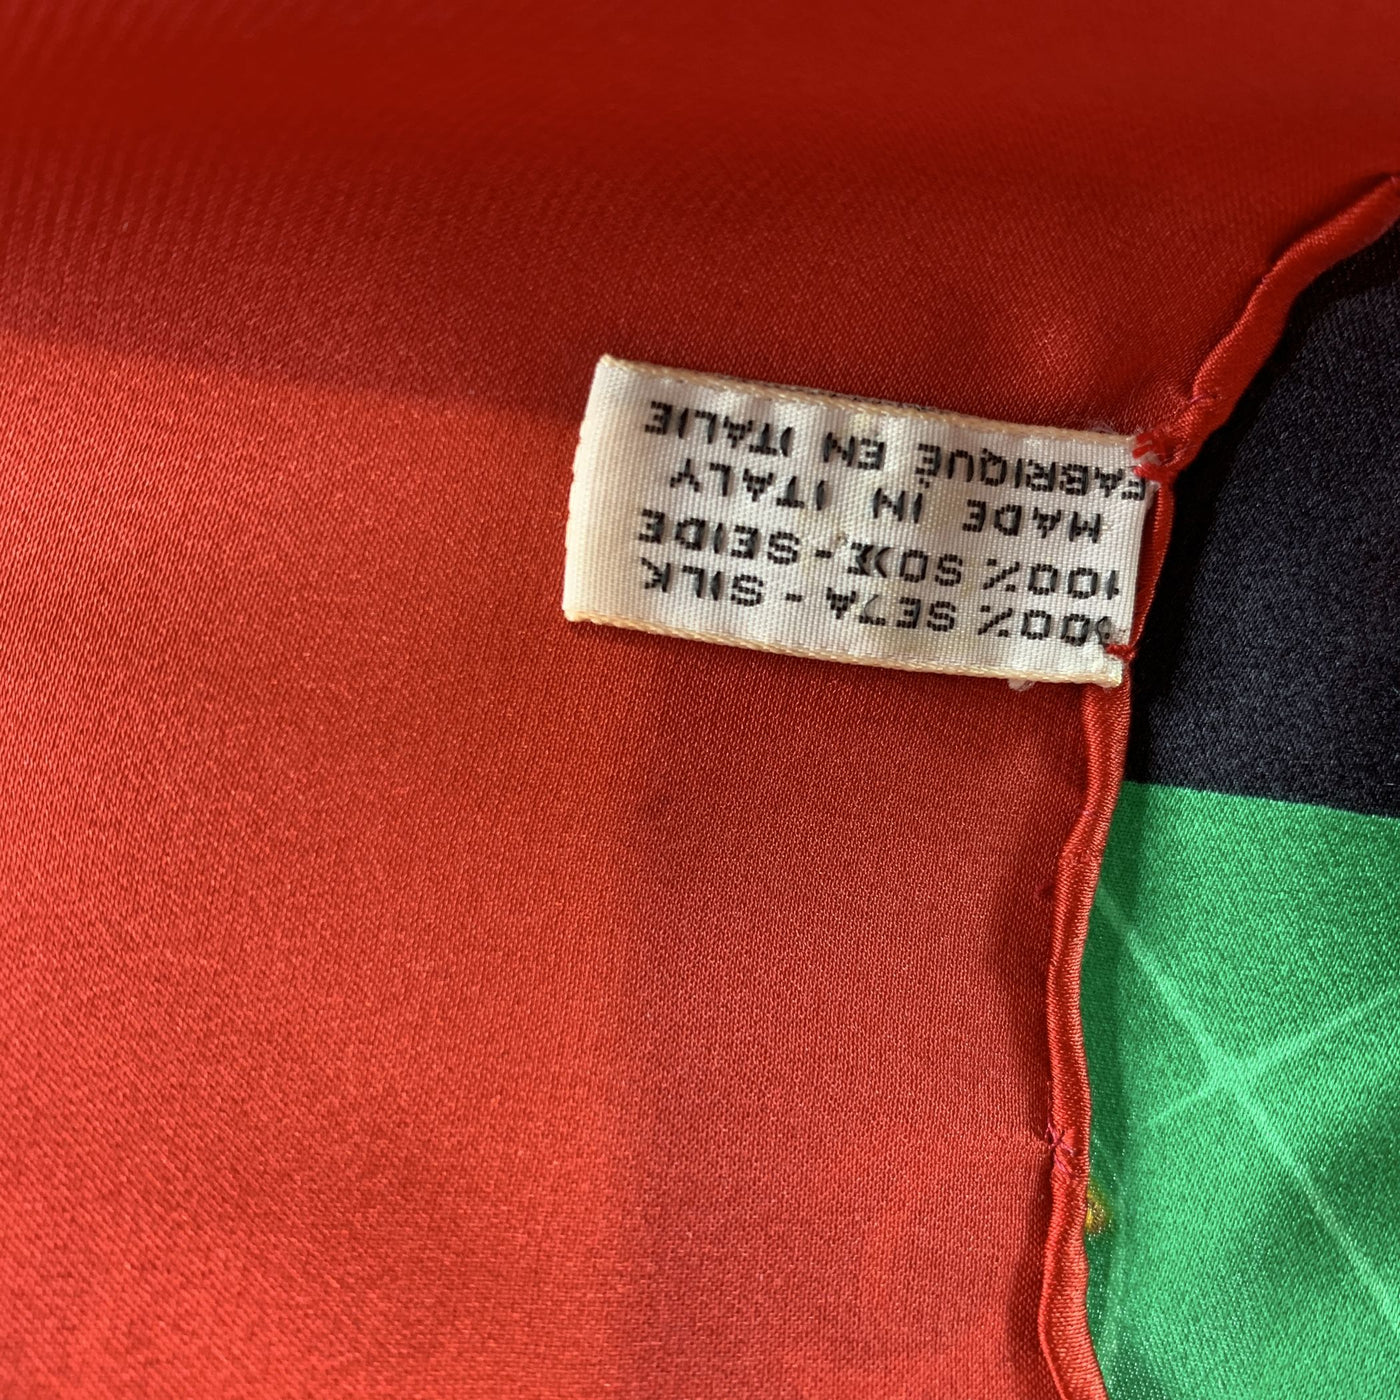 100% SETA - SILK
100% SOIE - SEIDE
MADE IN ITALY
FABRIQUÉ EN ITALIE